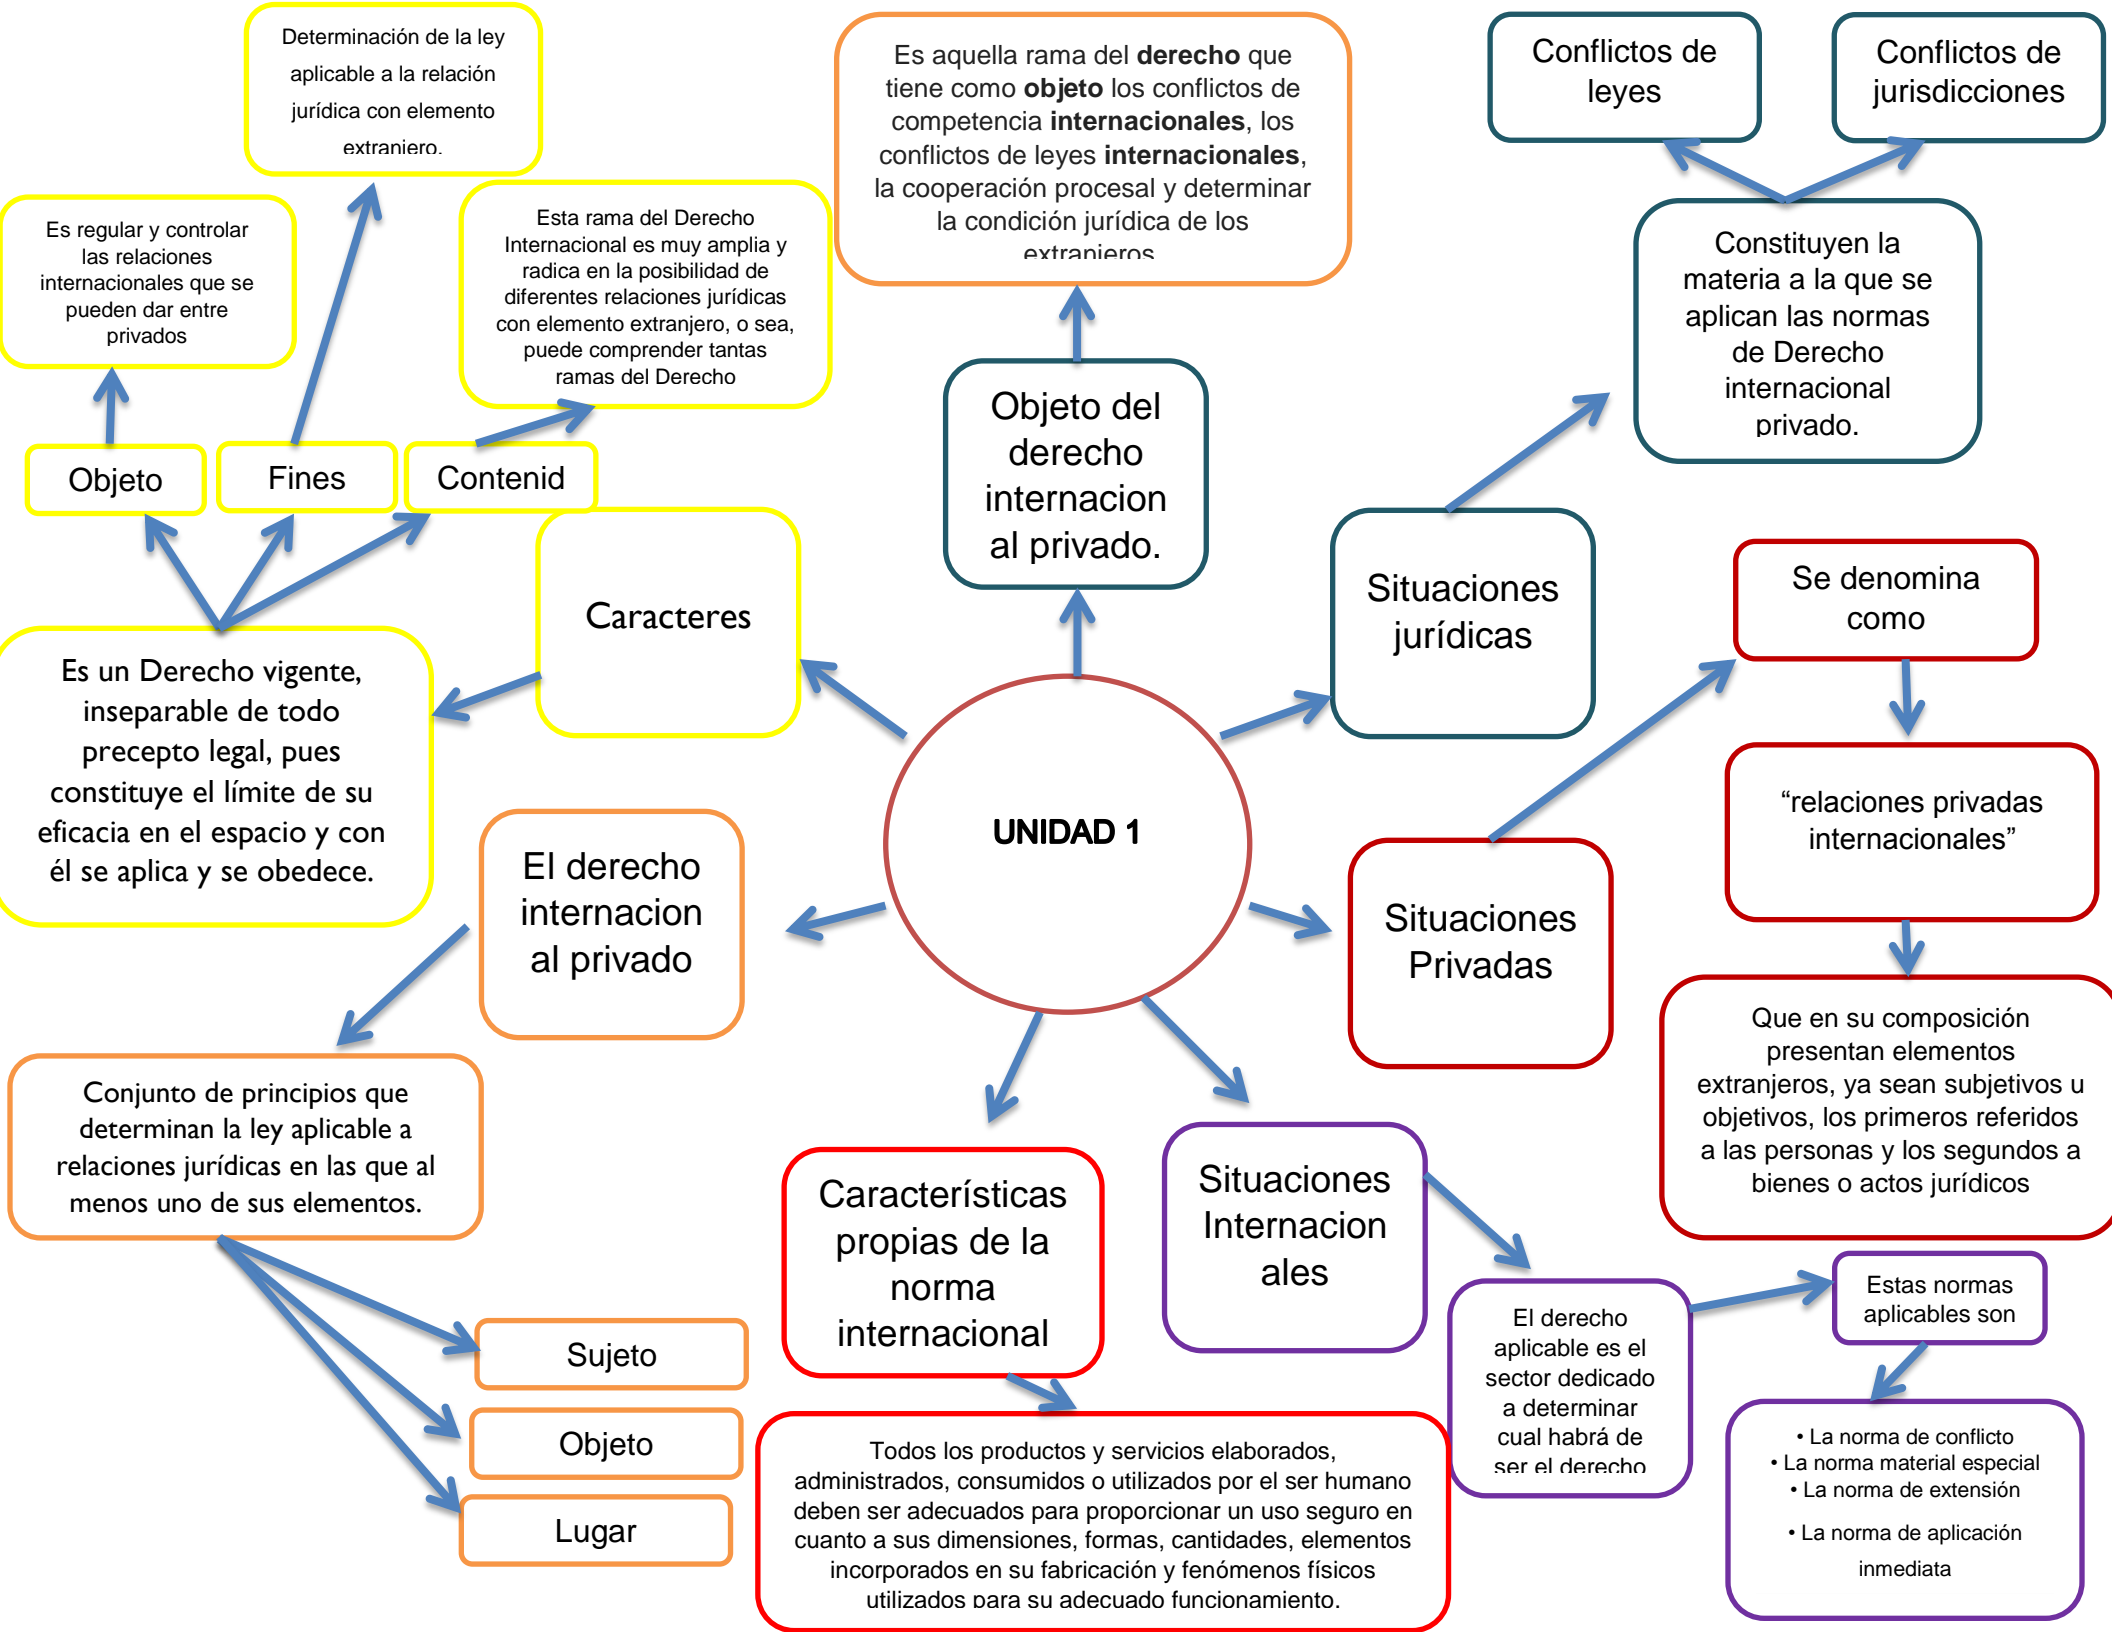 Determinación de la ley
aplicable a la relación
jurídica con elemento
extranjero.
Es aquella rama del derecho que
tiene como objeto los conflictos de
competencia internacionales, los
conflictos de leyes internacionales,
la cooperación procesal y determinar
la condición jurídica de los
extranjeros
Conflictos de
leyes
Conflictos de
jurisdicciones
Es regular y controlar
las relaciones
internacionales que se
pueden dar entre
privados
Esta rama del Derecho
Internacional es muy amplia y
radica en la posibilidad de
diferentes relaciones jurídicas
con elemento extranjero, o sea,
puede comprender tantas
ramas del Derecho
Constituyen la
materia a la que se
aplican las normas
de Derecho
internacional
privado.
Objeto del
derecho
internacion
al privado.
Objeto
Fines
Contenid
Caracteres
Situaciones
jurídicas
Se denomina
como
Es un Derecho vigente,
inseparable de todo
precepto legal, pues
constituye el límite de su
eficacia en el espacio y con
él se aplica y se obedece.
UNIDAD 1
“relaciones privadas
internacionales”
El derecho
internacion
al privado
Situaciones
Privadas
Que en su composición
presentan elementos
extranjeros, ya sean subjetivos u
objetivos, los primeros referidos
a las personas y los segundos a
bienes o actos jurídicos
Conjunto de principios que
determinan la ley aplicable a
relaciones jurídicas en las que al
menos uno de sus elementos.
Características
propias de la
norma
internacional
Situaciones
Internacion
ales
Estas normas
aplicables son
El derecho
aplicable es el
sector dedicado
a determinar
cual habrá de
ser el derecho
Sujeto
Objeto
Lugar
Todos los productos y servicios elaborados,
administrados, consumidos o utilizados por el ser humano
deben ser adecuados para proporcionar un uso seguro en
cuanto a sus dimensiones, formas, cantidades, elementos
incorporados en su fabricación y fenómenos físicos
utilizados para su adecuado funcionamiento.
• La norma de conflicto
• La norma material especial
• La norma de extensión
• La norma de aplicación
inmediata